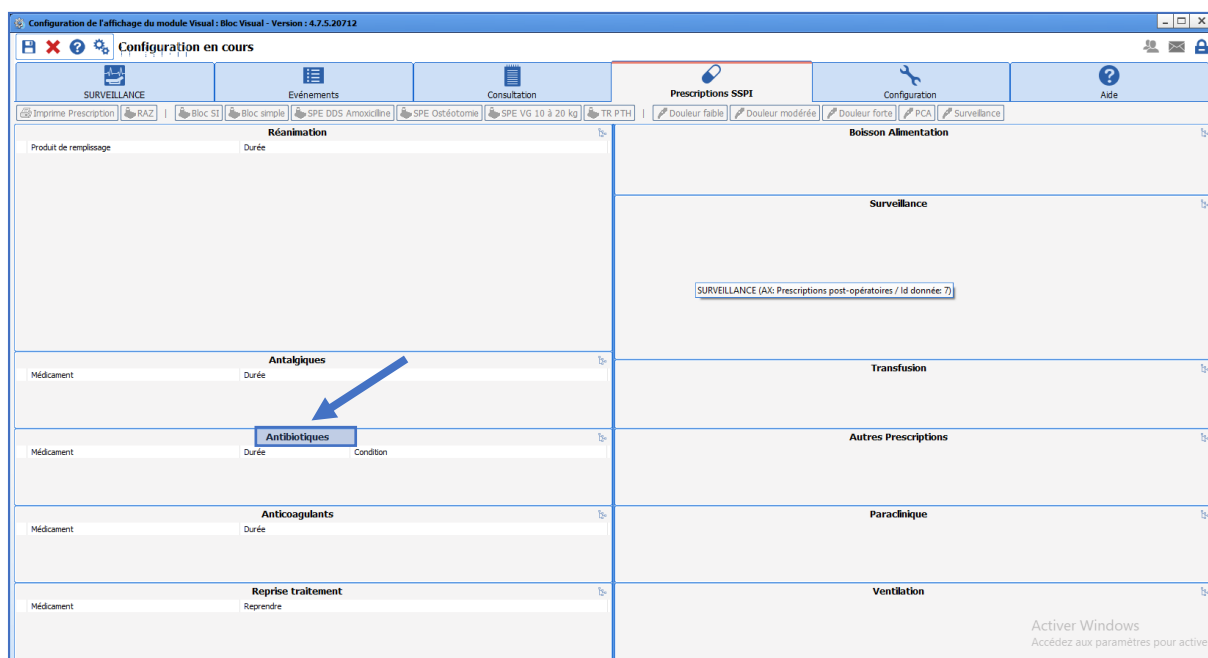 Configuration de l'affichage du module Visual : Bloc Visual - Version : 4.7.5.20712
Configuration en cours
SURVEILLANCE
Evénements
Consultation
Prescriptions SSPI
Configuration
Aide
Imprime Prescription RAZ | Bloc SI Bloc simple SPE DDS Amoxicilline SPE Ostéotomie SPE VG 10 à 20 kg TR PTH | Douleur faible Douleur modérée Douleur forte PCA Surveillance
Réanimation
Produit de remplissage Durée
Antalgiques
Médicament Durée
Antibiotiques
Médicament Durée Condition
Anticoagulants
Médicament Durée
Reprise traitement
Médicament Reprendre
Boisson Alimentation
Surveillance
SURVEILLANCE (AX: Prescriptions post-opératoires / Id donnée: 7)
Transfusion
Autres Prescriptions
Paraclinique
Ventilation
Activer Windows
Accédez aux paramètres pour active